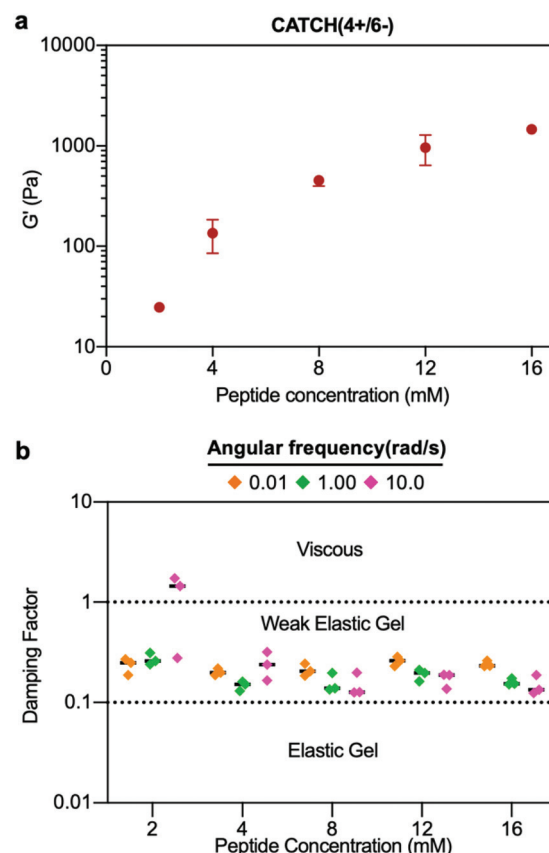 a
CATCH(4+/6-)
10000
1000
100
10
G' (Pa)
0 4 8 12 16
Peptide concentration (mM)
b
Angular frequency(rad/s)
0.01 1.00 10.0
10
1
0.1
0.01
Damping Factor
Viscous
Weak Elastic Gel
Elastic Gel
2 4 8 12 16
Peptide Concentration (mM)